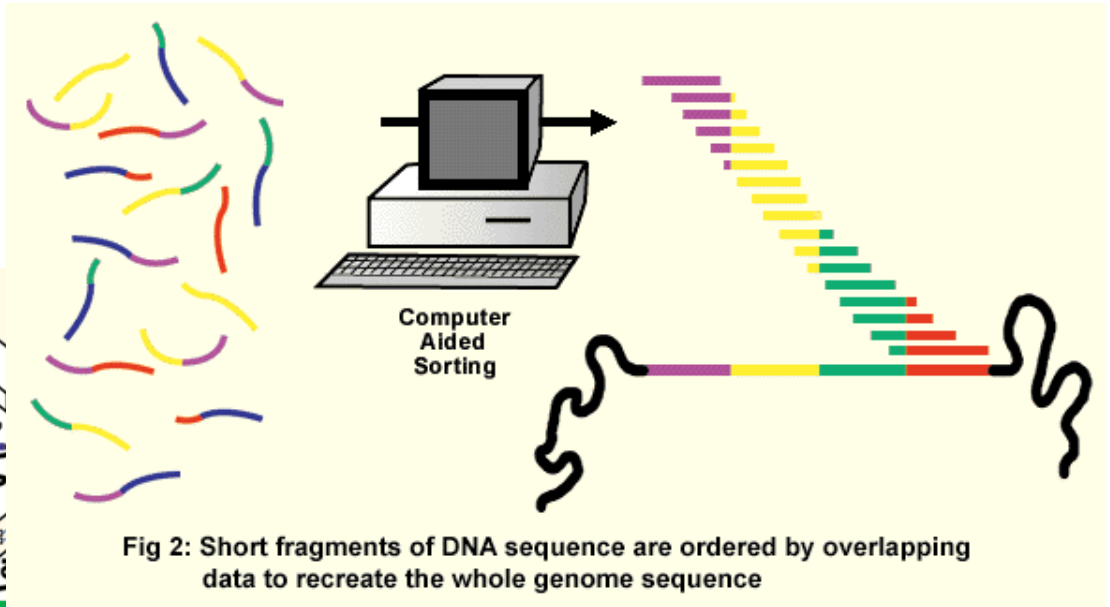 Computer
Aided
Sorting
Fig 2: Short fragments of DNA sequence are ordered by overlapping
data to recreate the whole genome sequence